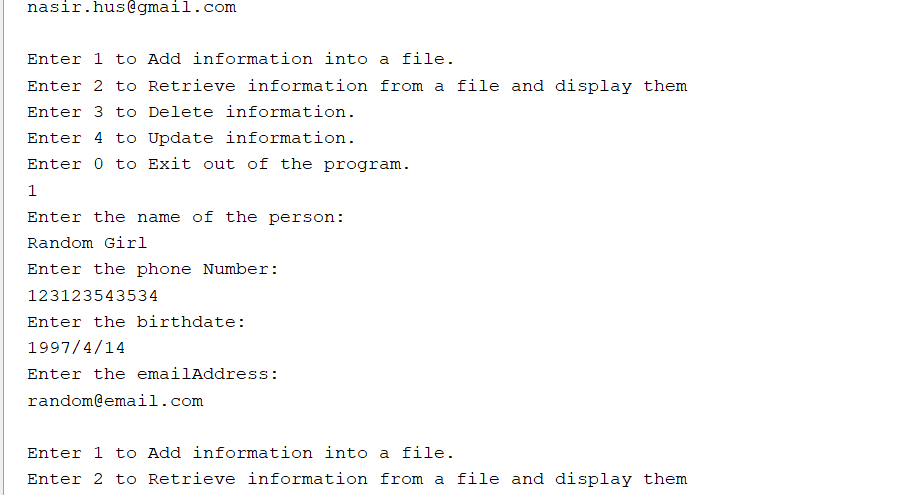 nasir.hus@gmail.com
Enter 1 to Add information into a file.
Enter 2 to Retrieve information from a file and display them
Enter 3 to Delete information.
Enter 4 to Update information.
Enter 0 to Exit out of the program.
1
Enter the name of the person:
Random Girl
Enter the phone Number:
123123543534
Enter the birthdate:
1997/4/14
Enter the emailAddress:
random@email.com
Enter 1 to Add information into a file.
Enter 2 to Retrieve information from a file and display them